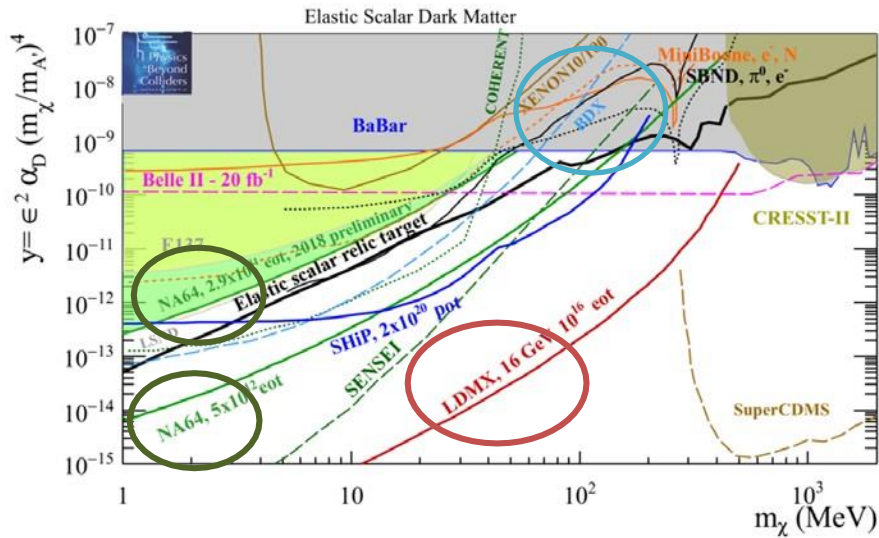 Elastic Scalar Dark Matter
Physics
Beyond
Colliders
y= ϵ² α_D (m_χ/m_A')⁴
10⁻⁷
10⁻⁸
10⁻⁹
10⁻¹⁰
10⁻¹¹
10⁻¹²
10⁻¹³
10⁻¹⁴
10⁻¹⁵
COHERENT
XENON10/100
BDX
MiniBoone, e⁻, N
SBND, π⁰, e⁻
BaBar
Belle II - 20 fb⁻¹
CRESST-II
E137
NA64, 2.9x10¹¹ eot, 2018 preliminary
Elastic scalar relic target
SHiP, 2x10²⁰ pot
SENSEI
LDMX, 16 GeV 10¹⁶ eot
NA64, 5x10¹² eot
SuperCDMS
1
10
10²
10³
m_χ (MeV)